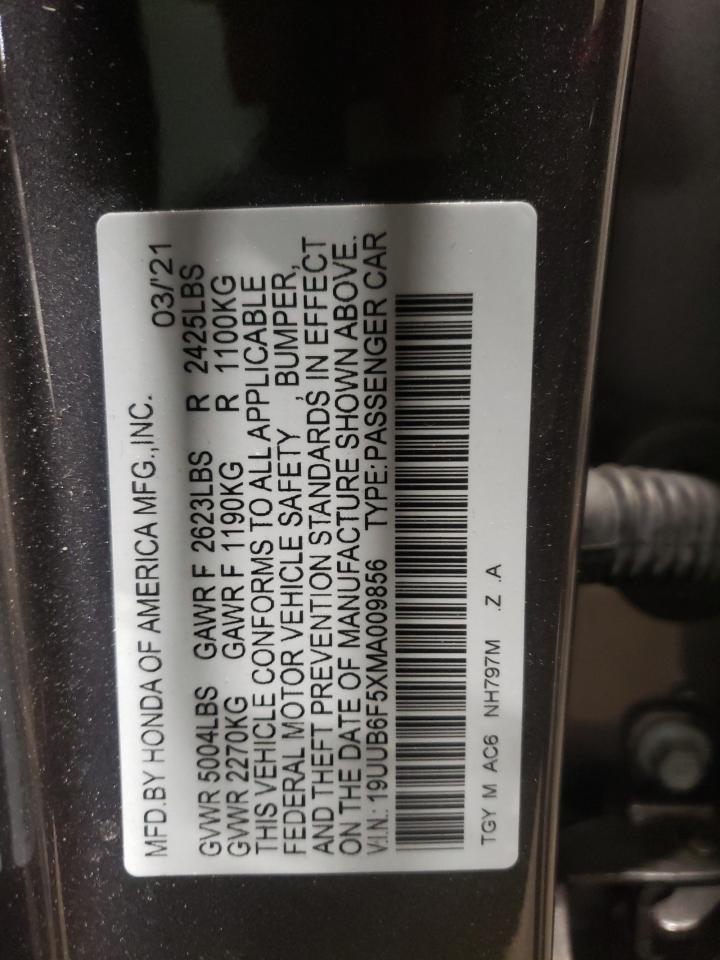 MFD.BY HONDA OF AMERICA MFG.,INC. 03/'21
GVWR 5004LBS GAWR F 2623LBS R 2425LBS
GVWR 2270KG GAWR F 1190KG R 1100KG
THIS VEHICLE CONFORMS TO ALL APPLICABLE
FEDERAL MOTOR VEHICLE SAFETY , BUMPER,
AND THEFT PREVENTION STANDARDS IN EFFECT
ON THE DATE OF MANUFACTURE SHOWN ABOVE.
V.I.N.: 19UUB6F5XMA009856 TYPE:PASSENGER CAR
TGY M AC6 NH797M .Z .A